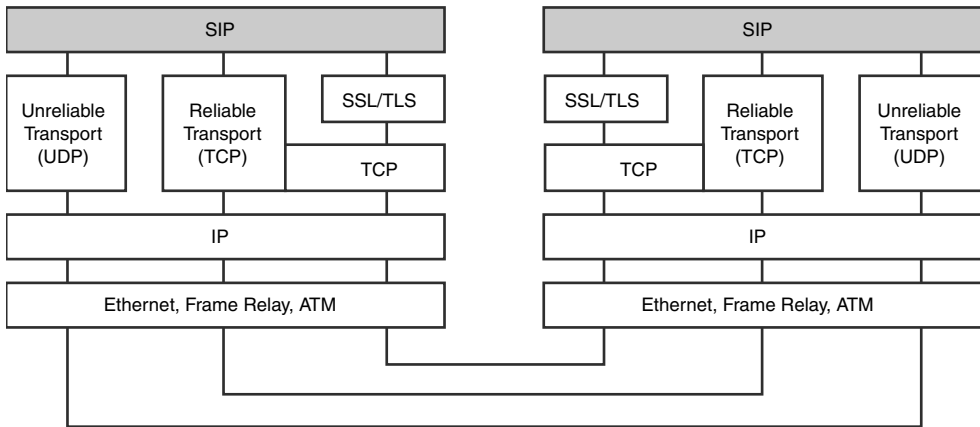 SIP
SIP
Unreliable
Transport
(UDP)
Reliable
Transport
(TCP)
SSL/TLS
TCP
SSL/TLS
TCP
Reliable
Transport
(TCP)
Unreliable
Transport
(UDP)
IP
IP
Ethernet, Frame Relay, ATM
Ethernet, Frame Relay, ATM